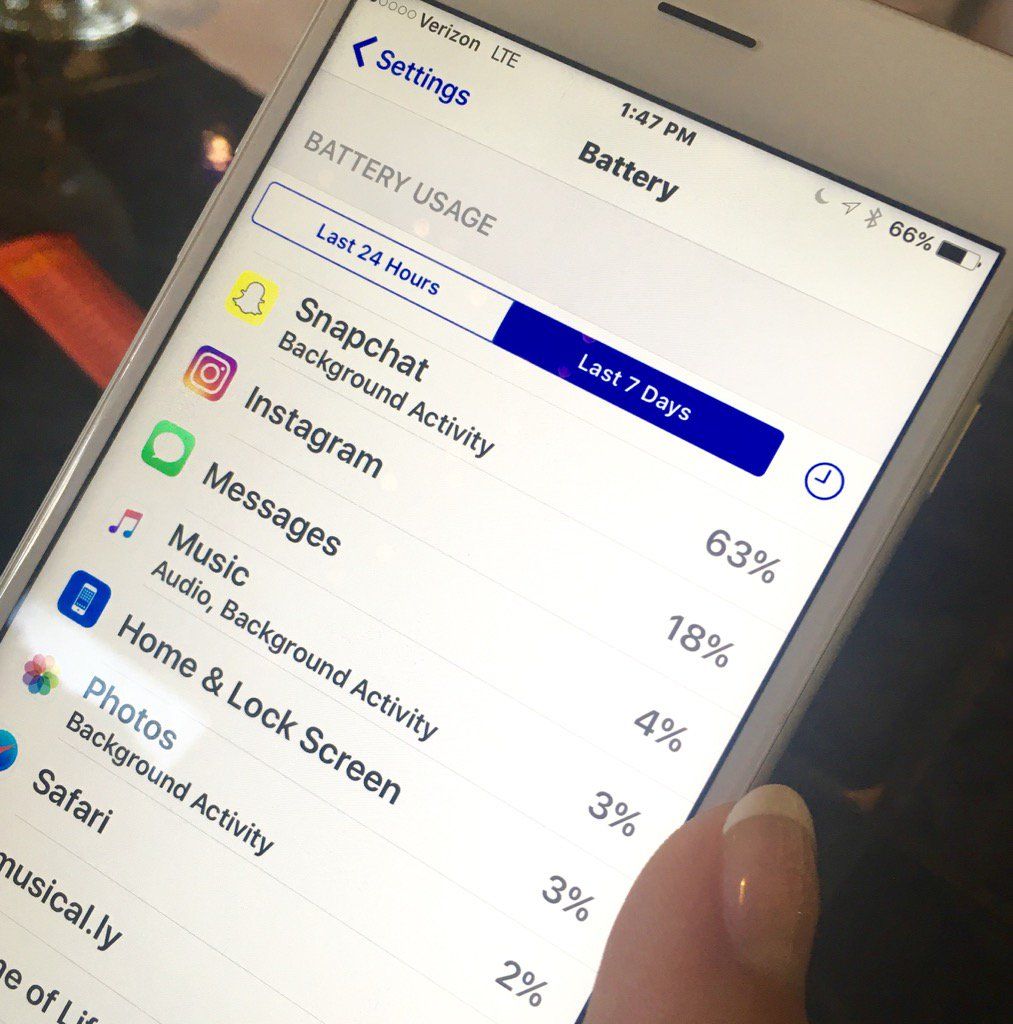 Verizon LTE 1:47 PM 66%
Settings Battery
BATTERY USAGE
Last 24 Hours Last 7 Days
Snapchat 63%
Background Activity
Instagram 18%
Messages 4%
Music 3%
Audio, Background Activity
Home & Lock Screen 3%
Photos 2%
Background Activity
Safari
musical.ly
of